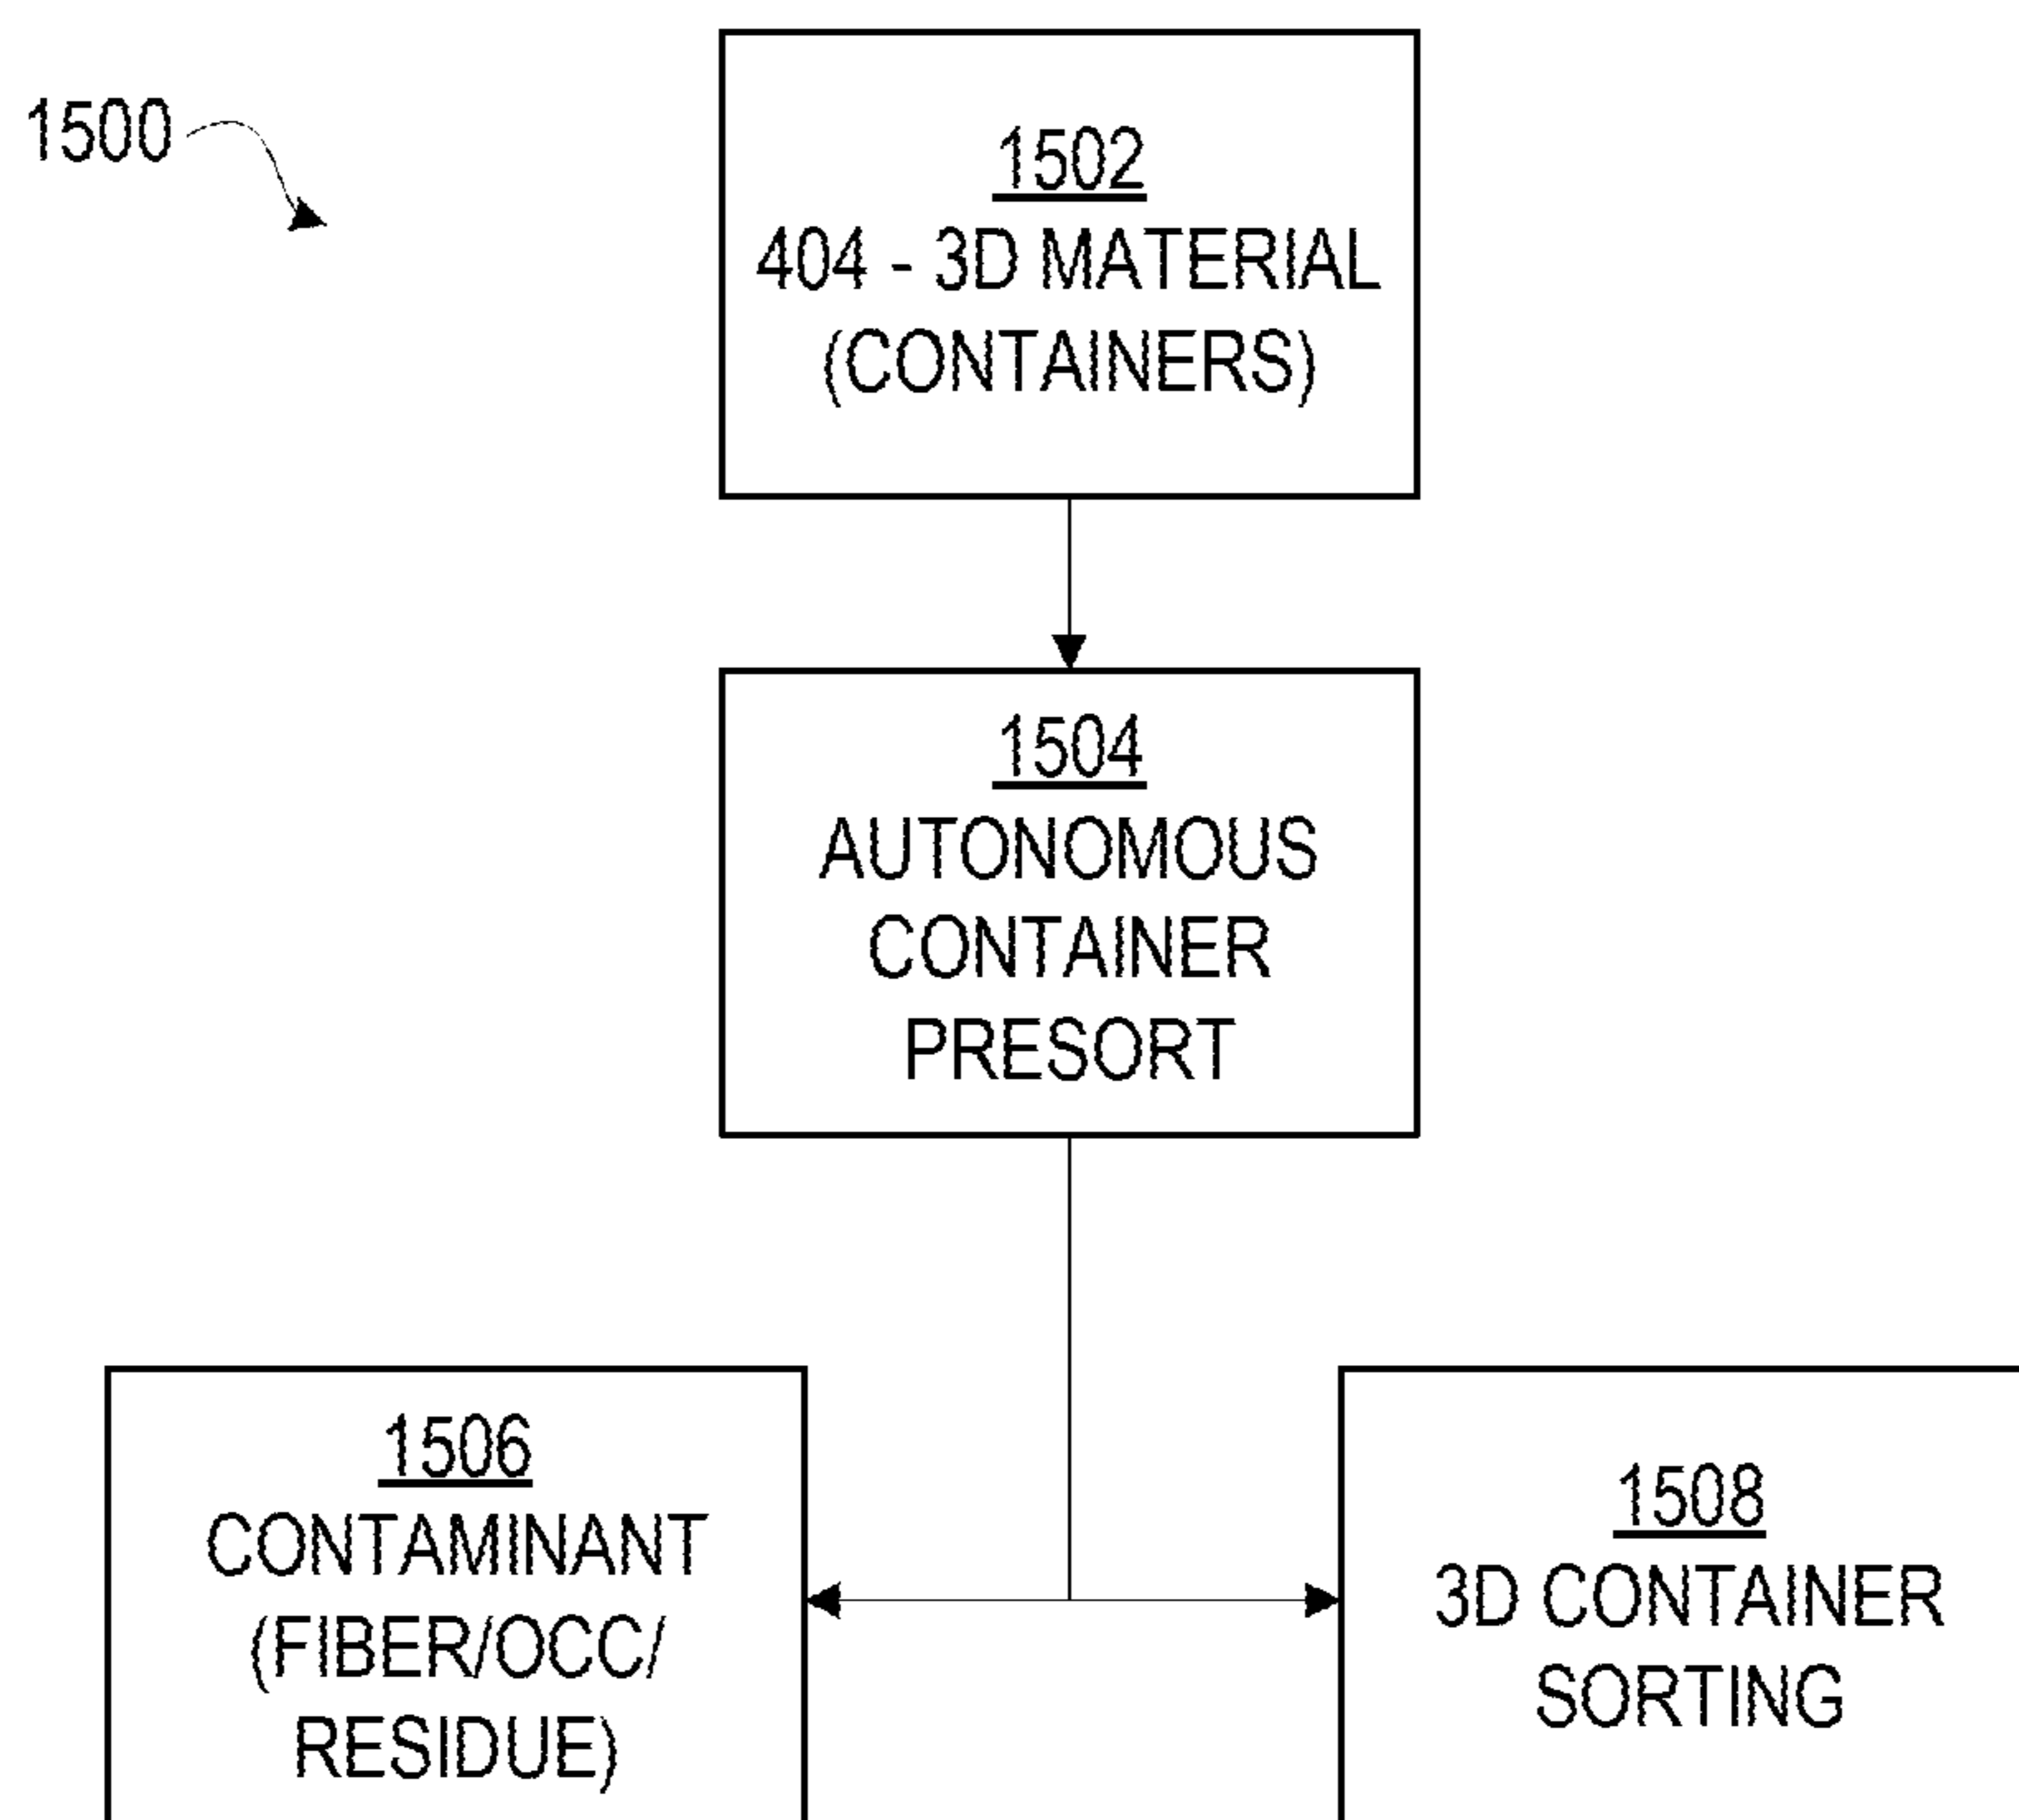 1500
1502
404 - 3D MATERIAL
(CONTAINERS)
1504
AUTONOMOUS
CONTAINER
PRESORT
1506
CONTAMINANT
(FIBER/OCC/
RESIDUE)
1508
3D CONTAINER
SORTING